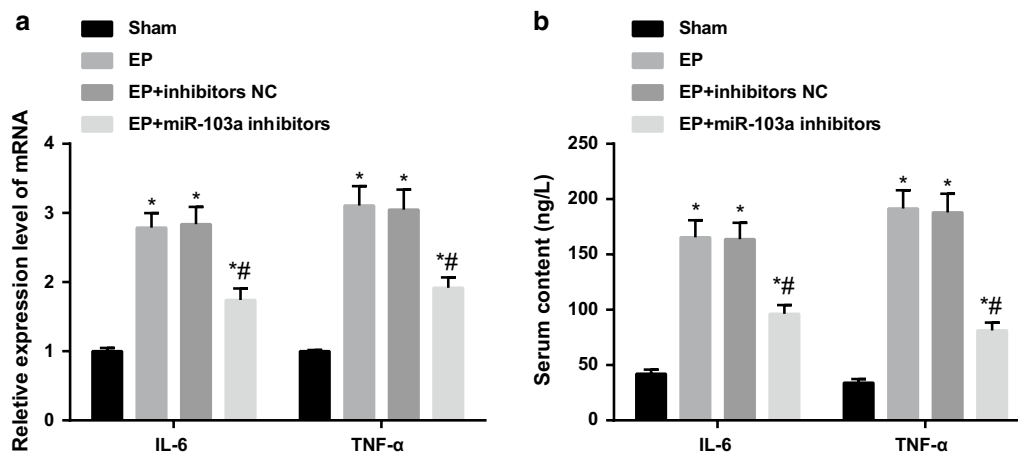 a
Sham
EP
EP+inhibitors NC
EP+miR-103a inhibitors
Reletive expression level of mRNA
4
3
2
1
0
* * *#
* * *#
IL-6 TNF-α
b
Sham
EP
EP+inhibitors NC
EP+miR-103a inhibitors
Serum content (ng/L)
250
200
150
100
50
0
* * *#
* * *#
IL-6 TNF-α